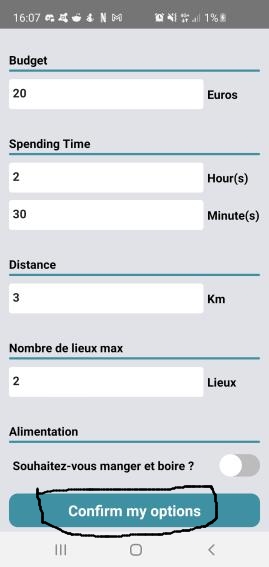 16:07 1%
Budget
20 Euros
Spending Time
2 Hour(s)
30 Minute(s)
Distance
3 Km
Nombre de lieux max
2 Lieux
Alimentation
Souhaitez-vous manger et boire ?
Confirm my options